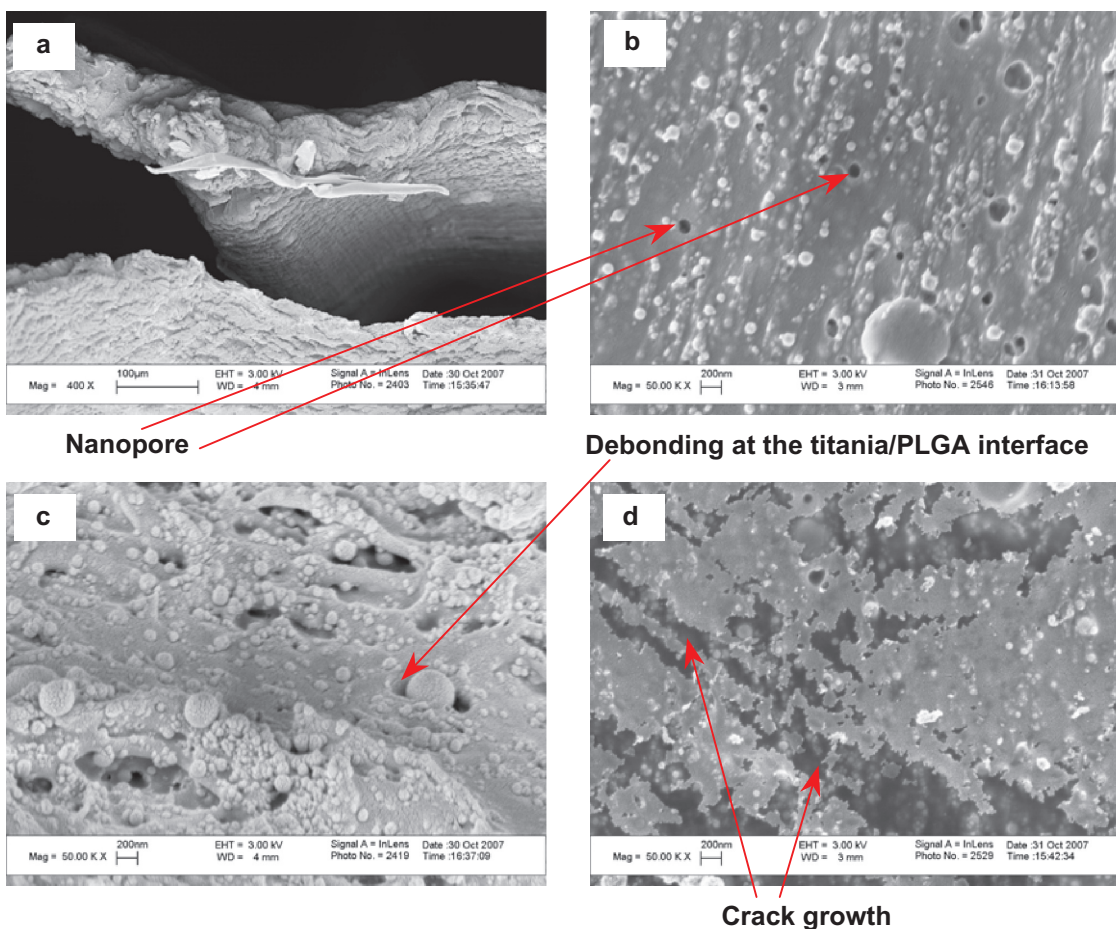 a
b
Mag = 400 X
100µm
EHT = 3.00 kV
WD = 4 mm
Signal A = InLens
Photo No. = 2403
Date :30 Oct 2007
Time :15:35:47
Mag = 50.00 K X
200nm
EHT = 3.00 kV
WD = 3 mm
Signal A = InLens
Photo No. = 2546
Date :31 Oct 2007
Time :16:13:58
Nanopore
Debonding at the titania/PLGA interface
c
d
Mag = 50.00 K X
200nm
EHT = 3.00 kV
WD = 4 mm
Signal A = InLens
Photo No. = 2419
Date :30 Oct 2007
Time :16:37:09
Mag = 50.00 K X
200nm
EHT = 3.00 kV
WD = 3 mm
Signal A = InLens
Photo No. = 2529
Date :31 Oct 2007
Time :15:42:34
Crack growth